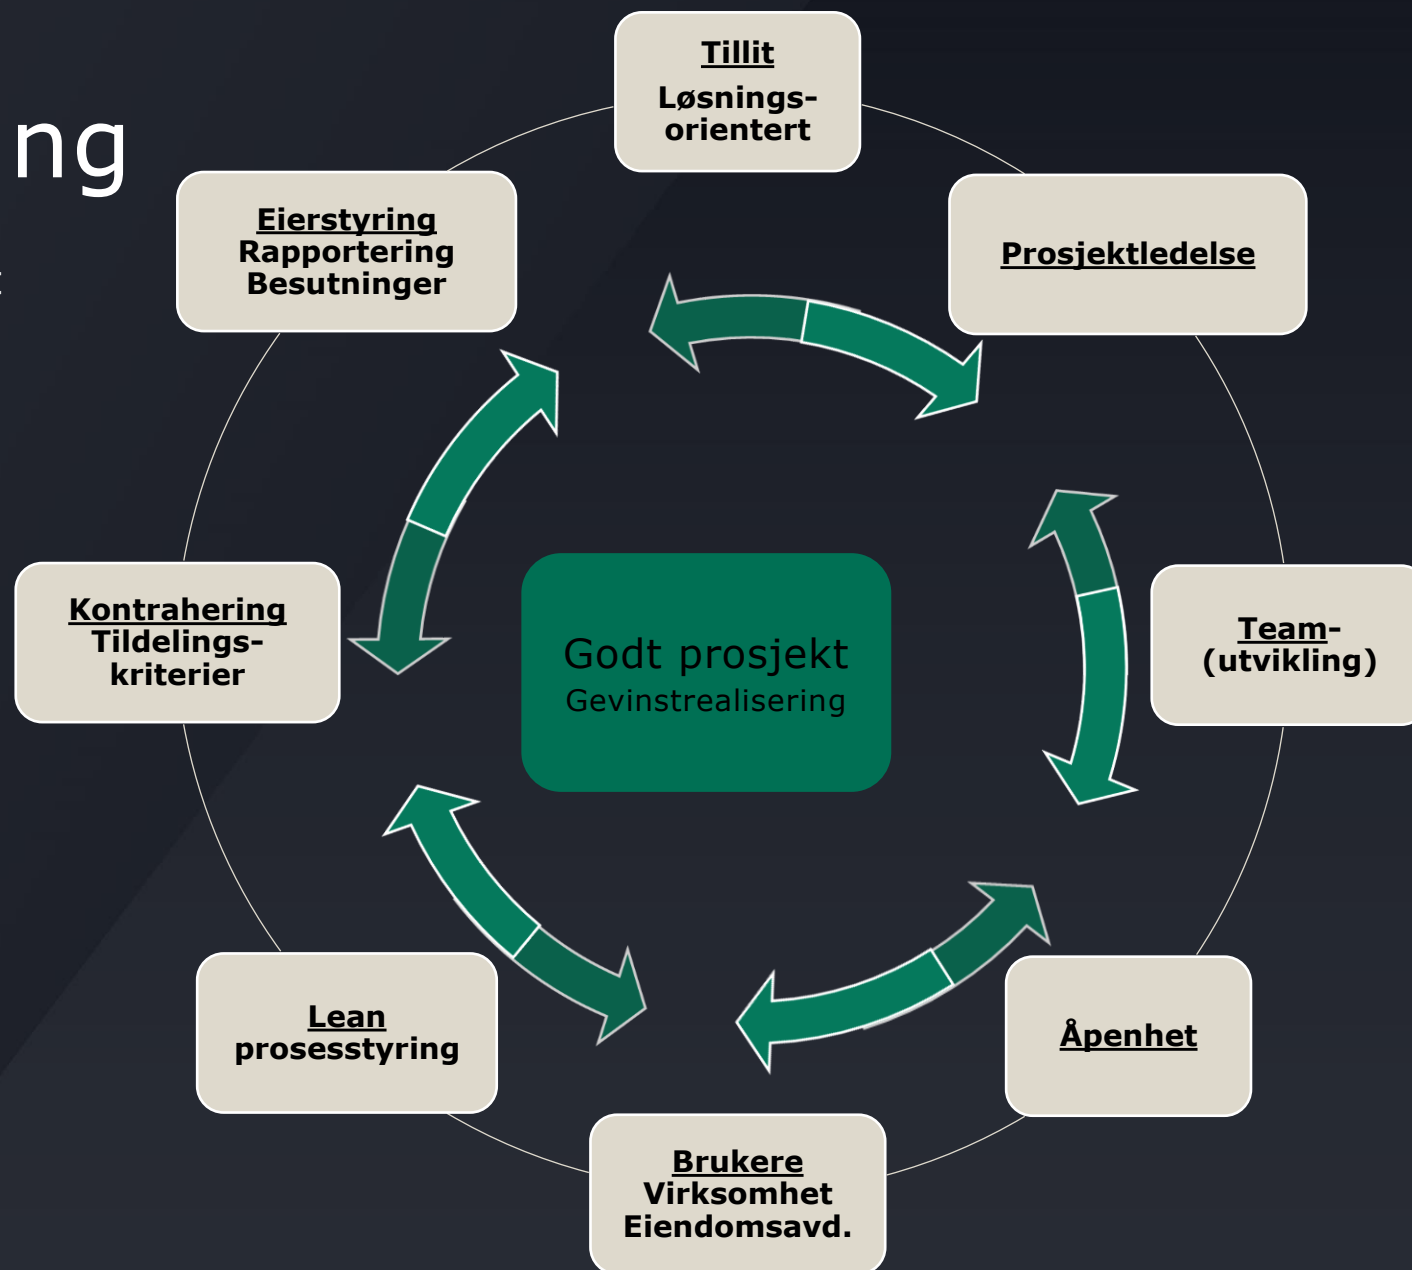 ng
Tillit
Løsnings-
orientert
Eierstyring
Rapportering
Besutninger
Prosjektledelse
Kontrahering
Tildelings-
kriterier
Godt prosjekt
Gevinstrealisering
Team-
(utvikling)
Lean
prosesstyring
Åpenhet
Brukere
Virksomhet
Eiendomsavd.